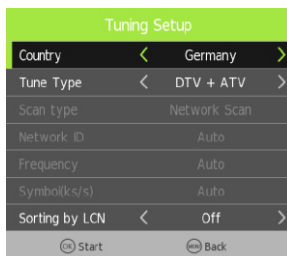 Tuning Setup
Country < Germany >
Tune Type < DTV + ATV >
Scan type Network Scan
Network ID Auto
Frequency Auto
Symbol(ks/s) Auto
Sorting by LCN < Off >
OK Start MENU Back